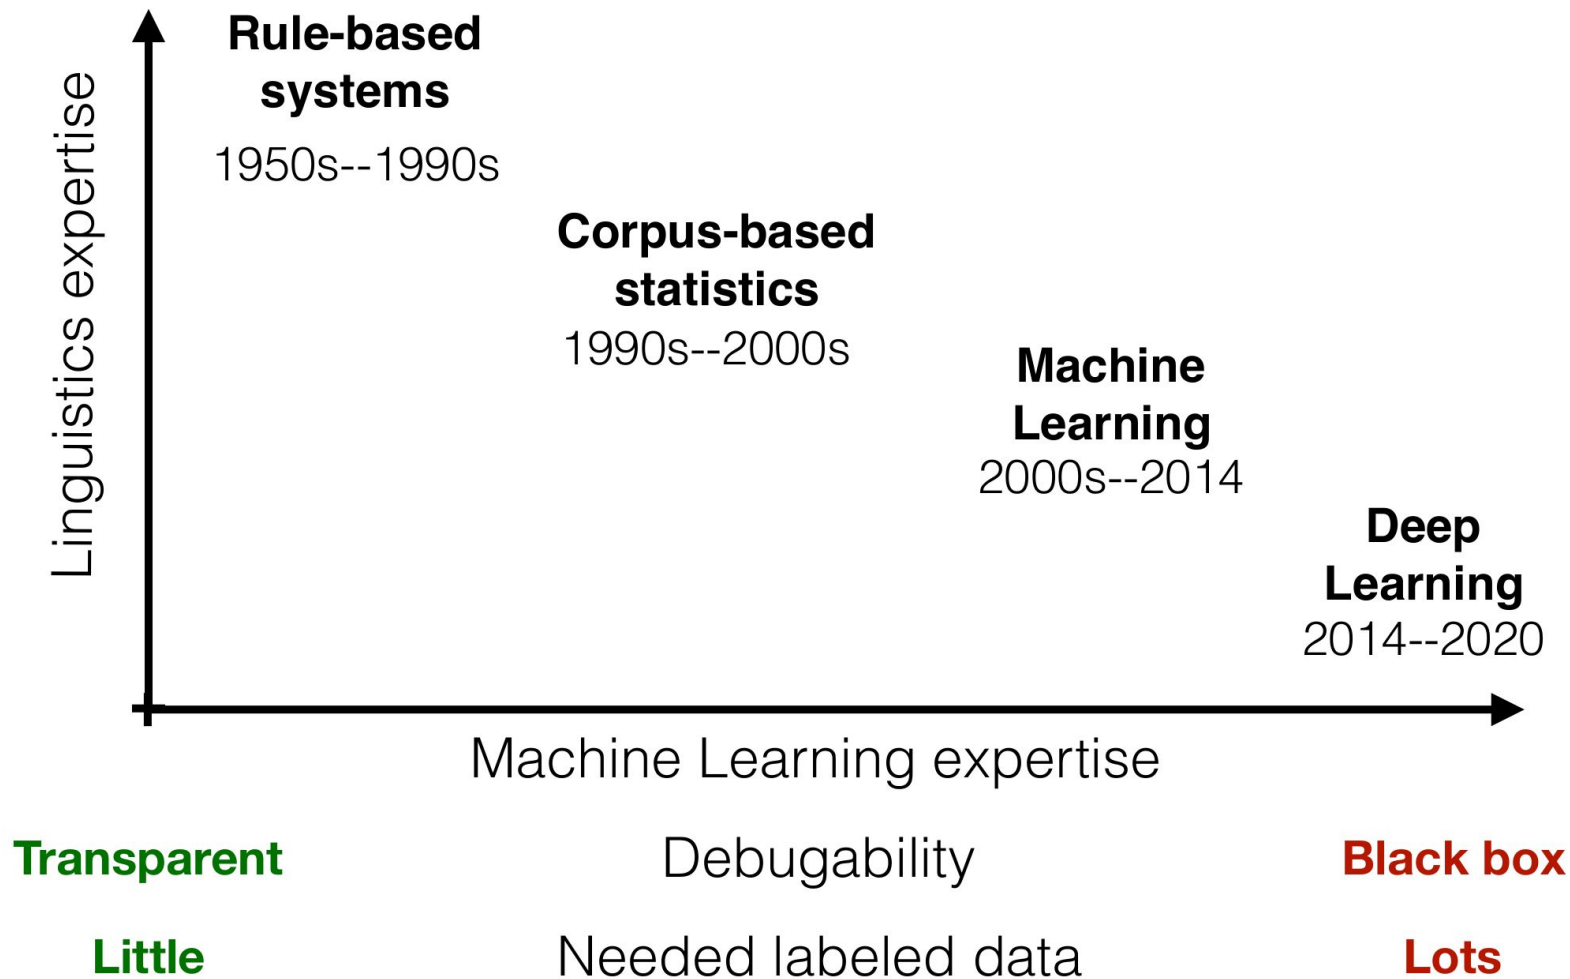 Rule-based
systems
1950s--1990s
Linguistics expertise
Corpus-based
statistics
1990s--2000s
Machine
Learning
2000s--2014
Deep
Learning
2014--2020
Machine Learning expertise
Transparent Debugability Black box
Little Needed labeled data Lots